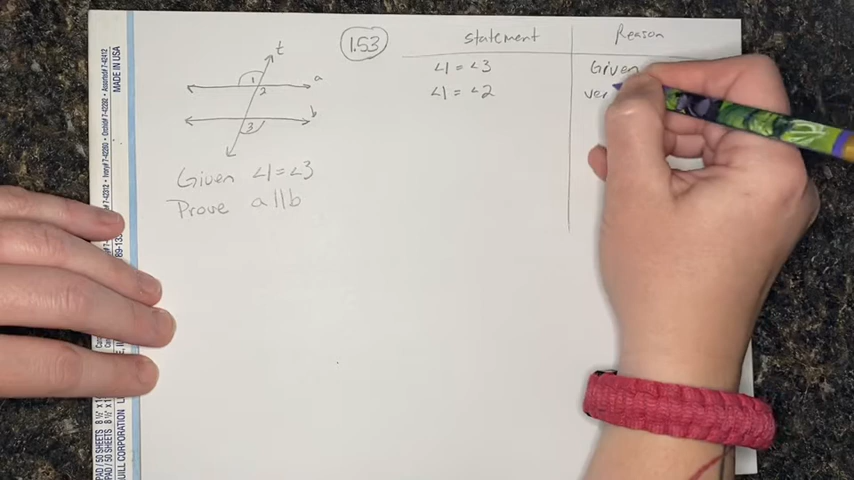 1.53
t
1
a
2
b
3
Given ∠1 = ∠3
Prove a||b
statement Reason
∠1 = ∠3 Given
∠1 = ∠2 ver
MADE IN USA